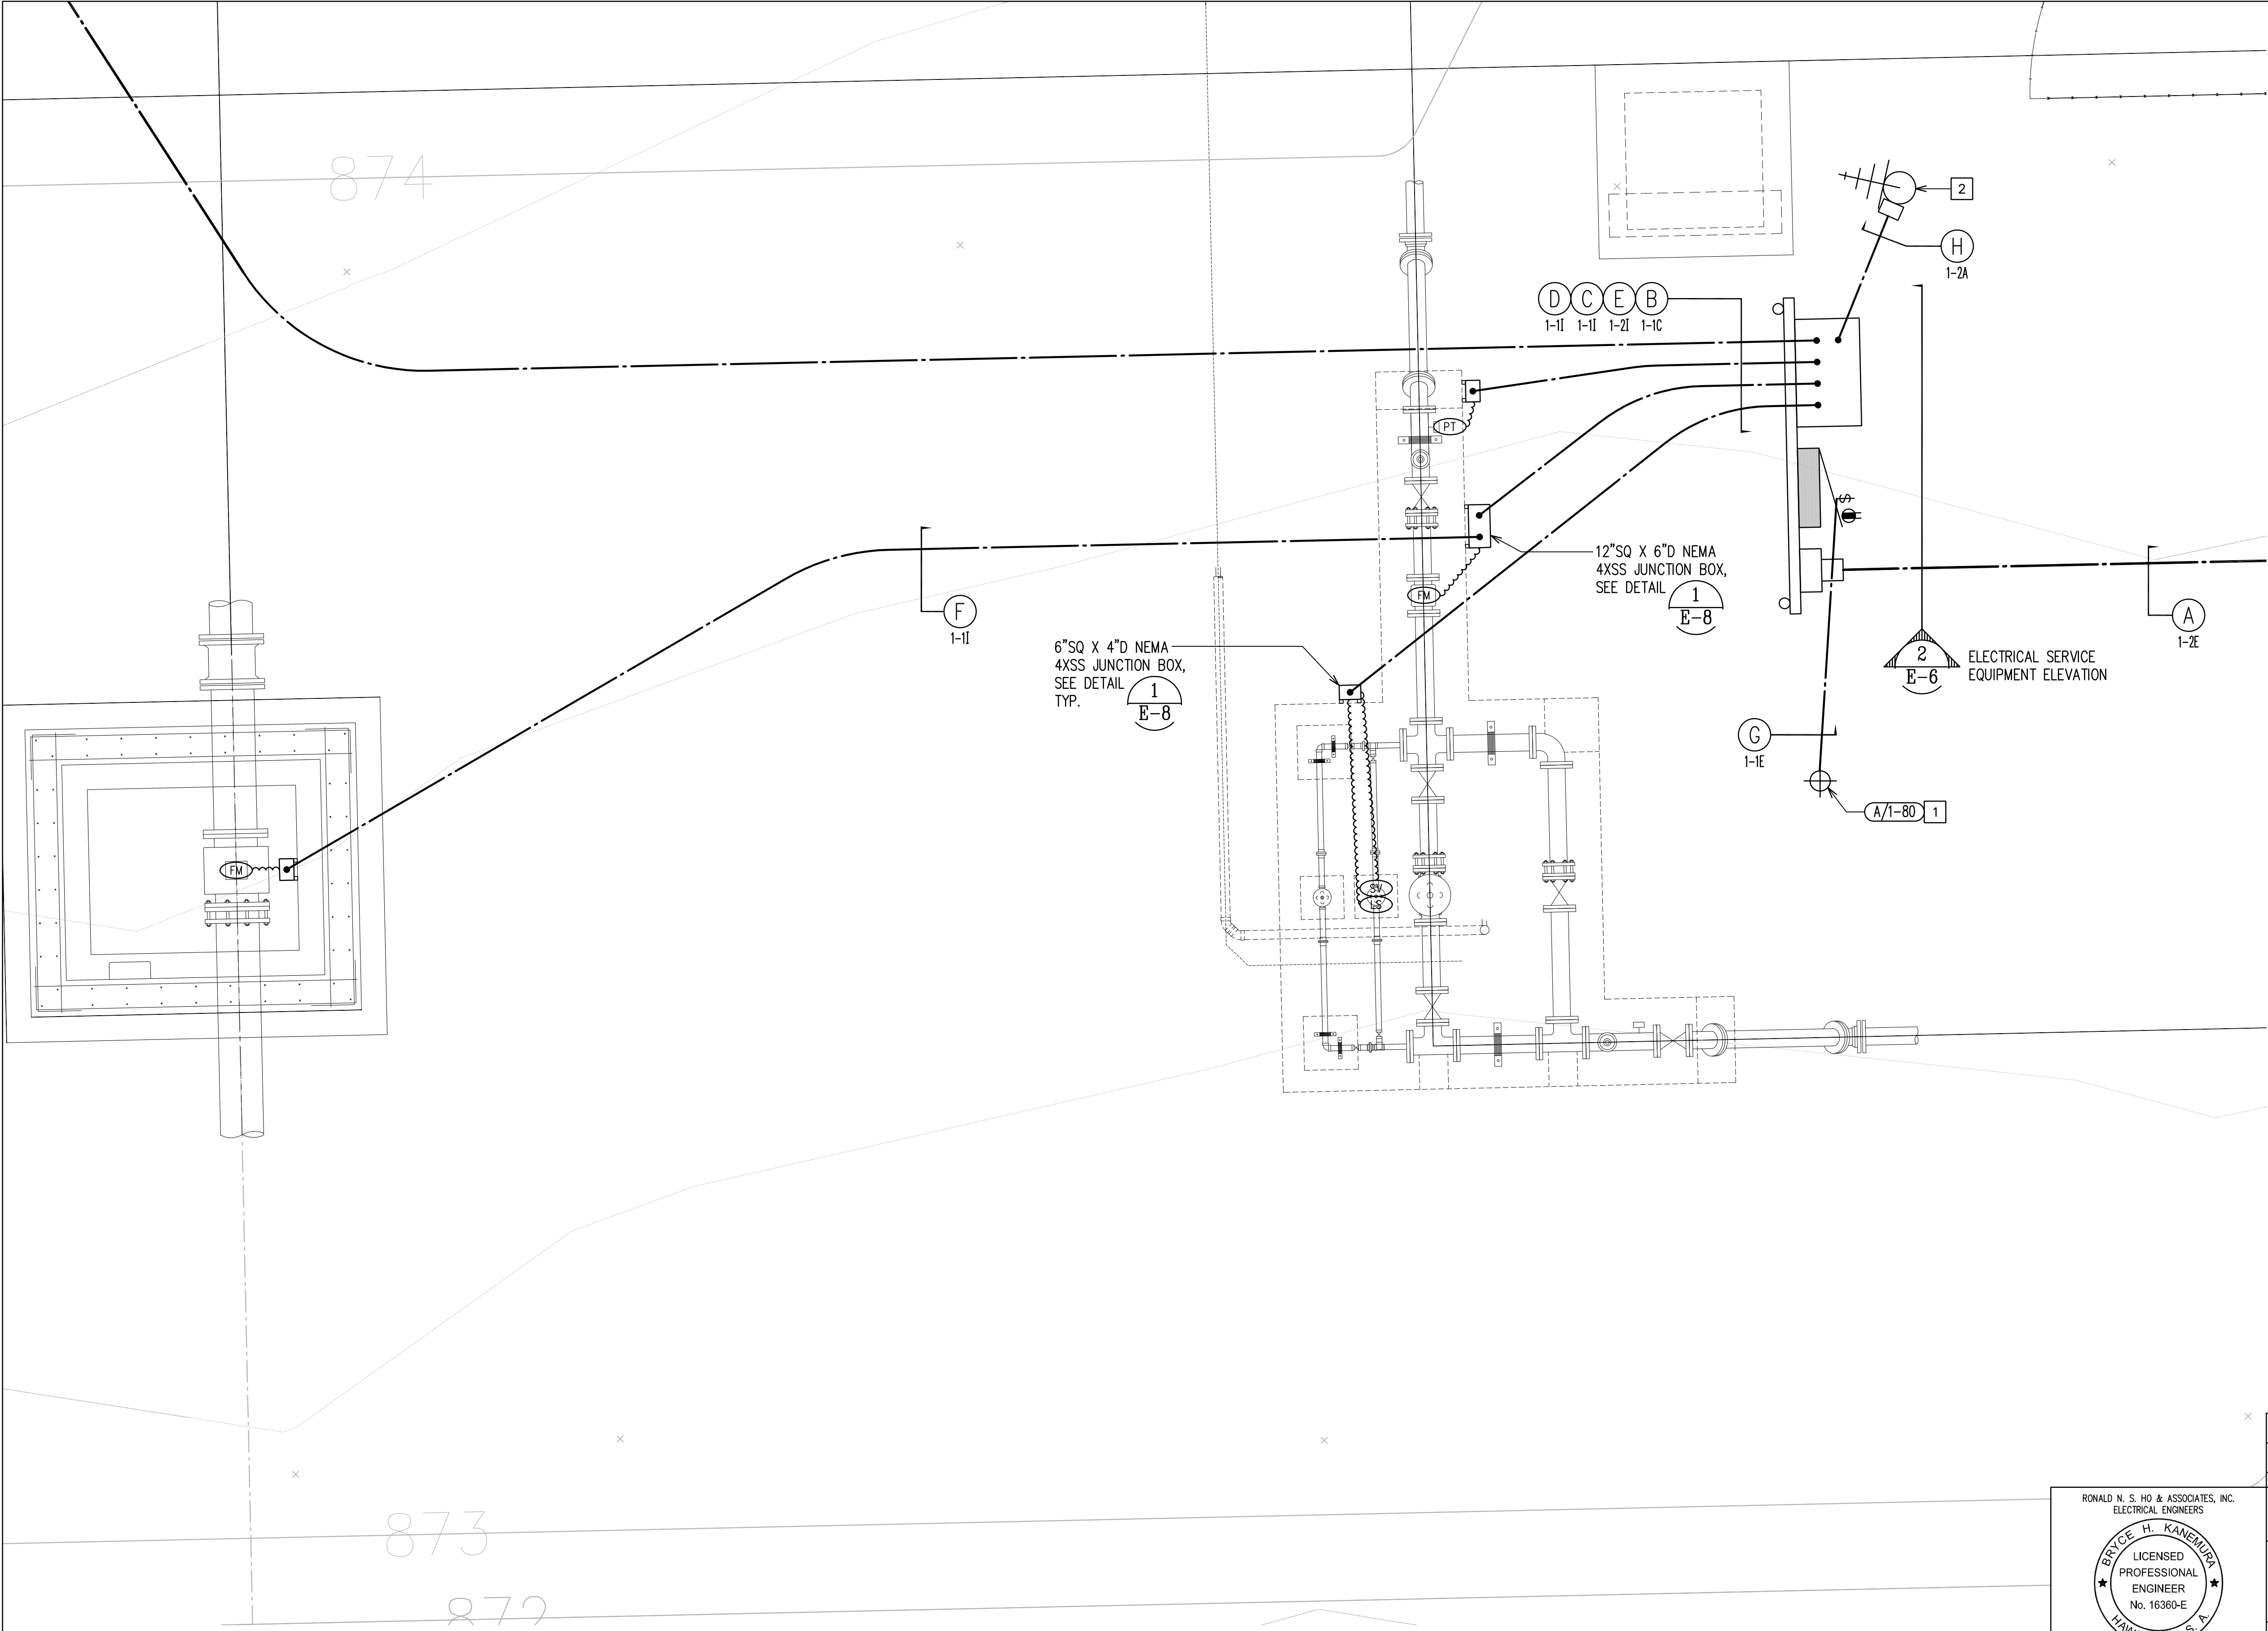 874
2
H
1-2A
D C E B
1-1I 1-1I 1-2I 1-1C
PT
S
12"SQ X 6"D NEMA
4XSS JUNCTION BOX,
SEE DETAIL
1
E-8
FM
F
1-1I
A
1-2E
6"SQ X 4"D NEMA
4XSS JUNCTION BOX,
SEE DETAIL
TYP.
1
E-8
2
E-6
ELECTRICAL SERVICE
EQUIPMENT ELEVATION
G
1-1E
A/1-80 1
FM
SV
LS
873
872
RONALD N. S. HO & ASSOCIATES, INC.
ELECTRICAL ENGINEERS
BRYCE H. KANEMURA
LICENSED
PROFESSIONAL
ENGINEER
No. 16360-E